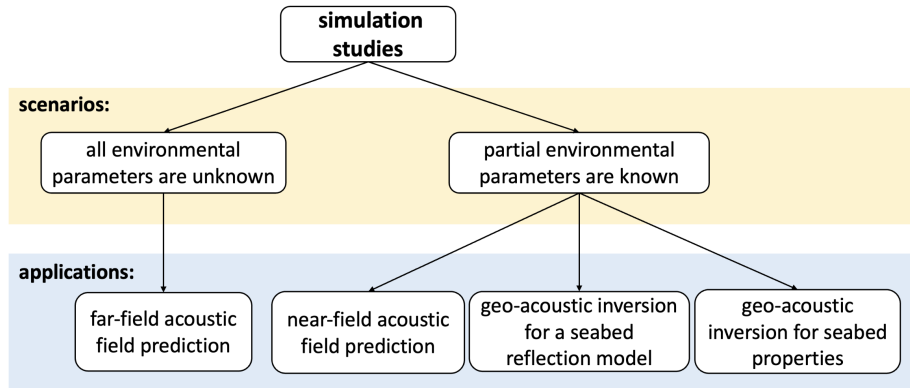 simulation
studies
scenarios:
all environmental
parameters are unknown
partial environmental
parameters are known
applications:
far-field acoustic
field prediction
near-field acoustic
field prediction
geo-acoustic inversion
for a seabed
reflection model
geo-acoustic
inversion for seabed
properties